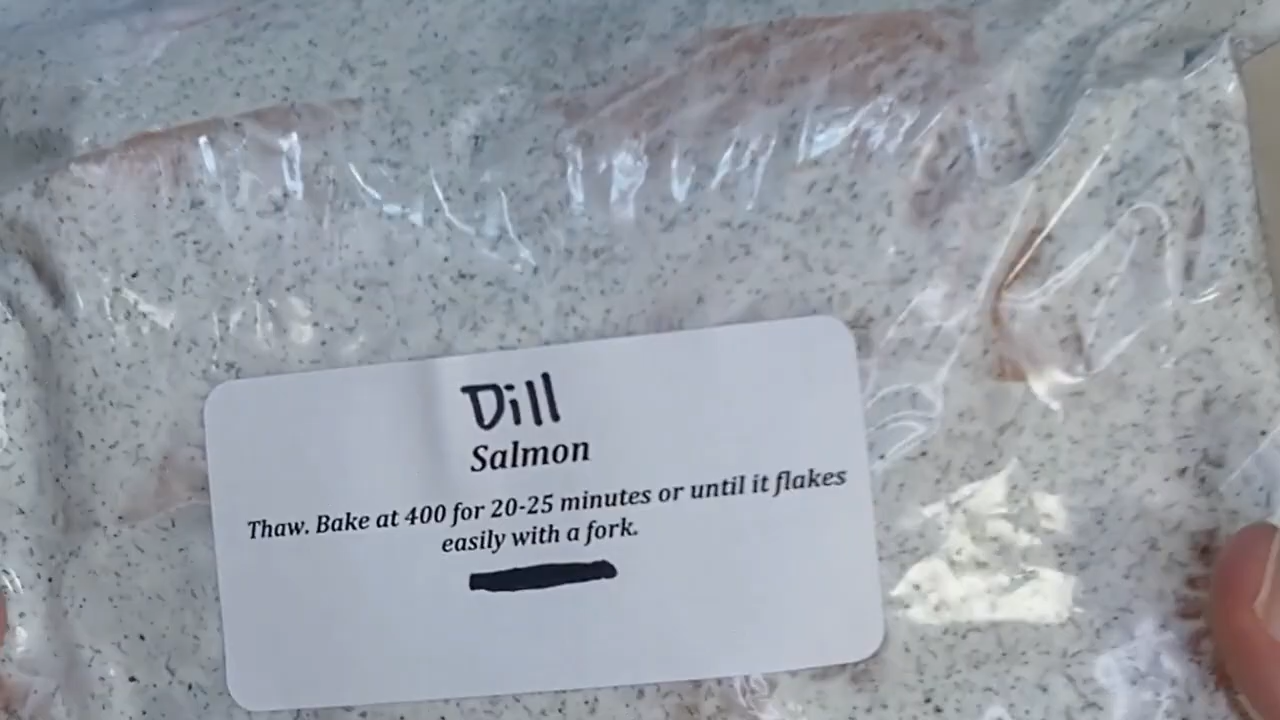 Dill
Salmon
Thaw. Bake at 400 for 20-25 minutes or until it flakes
easily with a fork.